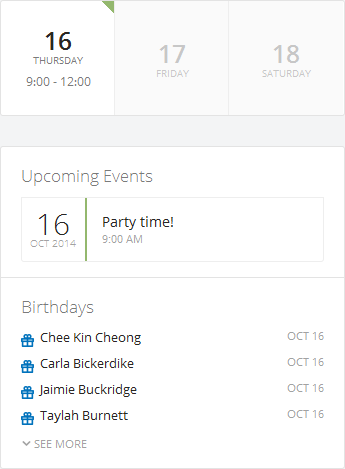 16
THURSDAY
9:00 - 12:00
17
FRIDAY
18
SATURDAY
Upcoming Events
16
OCT 2014
Party time!
9:00 AM
Birthdays
Chee Kin Cheong OCT 16
Carla Bickerdike OCT 16
Jaimie Buckridge OCT 16
Taylah Burnett OCT 16
SEE MORE